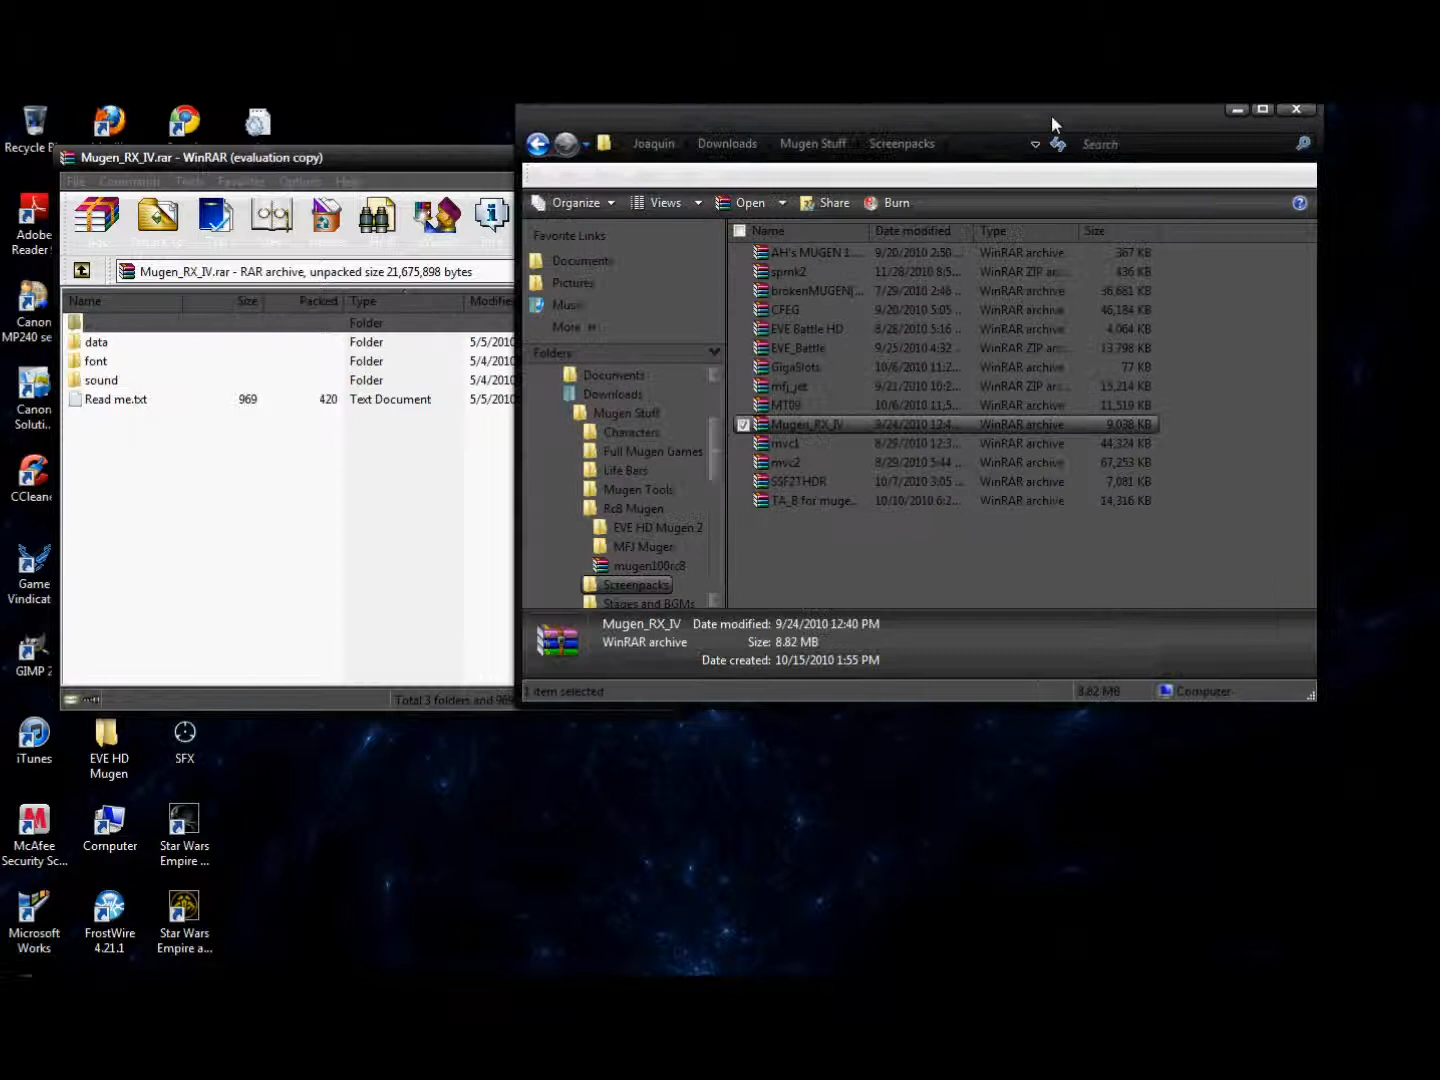 Recycle B
Adobe
Reader
Canon
MP240 se
Canon
Soluti...
CCleane
Game
Vindicat
GIMP 2
iTunes
EVE HD
Mugen
SFX
McAfee
Security Sc...
Computer
Star Wars
Empire ...
Microsoft
Works
FrostWire
4.21.1
Star Wars
Empire a...
Mugen_RX_IV.rar - WinRAR (evaluation copy)
File Commands Tools Favorites Options Help
Mugen_RX_IV.rar - RAR archive, unpacked size 21,675,898 bytes
Name Size Packed Type Modified
.. Folder
data Folder 5/5/2010
font Folder 5/4/2010
sound Folder 5/4/2010
Read me.txt 969 420 Text Document 5/5/2010
Total 3 folders and 969
Joaquin Downloads Mugen Stuff Screenpacks Search
Organize Views Open Share Burn
Favorite Links
Documents
Pictures
Music
More »
Folders
Documents
Downloads
Mugen Stuff
Characters
Full Mugen Games
Life Bars
Mugen Tools
Rc8 Mugen
EVE HD Mugen 2
MFJ Mugen
mugen100rc8
Screenpacks
Stages and BGMs
Name Date modified Type Size
AH's MUGEN 1... 9/20/2010 2:50... WinRAR archive 367 KB
spmk2 11/28/2010 8:5... WinRAR ZIP ar... 436 KB
brokenMUGEN(... 7/29/2010 2:46 ... WinRAR archive 36,681 KB
CFEG 9/20/2010 5:05 ... WinRAR archive 46,184 KB
EVE Battle HD 8/28/2010 5:16 ... WinRAR archive 4,064 KB
EVE_Battle 9/25/2010 4:32 ... WinRAR ZIP ar... 13,798 KB
GigaSlots 10/6/2010 11:2... WinRAR archive 77 KB
mfj_jet 9/21/2010 10:2... WinRAR ZIP ar... 15,214 KB
MT09 10/6/2010 11,5... WinRAR archive 11,519 KB
Mugen_RX_IV 9/24/2010 12:4... WinRAR archive 9,038 KB
mvc1 8/29/2010 12:3... WinRAR archive 44,324 KB
mvc2 8/29/2010 5:44 ... WinRAR archive 67,253 KB
SSF2THDR 10/7/2010 3:05 ... WinRAR archive 7,081 KB
TA_B for muge... 10/10/2010 6:2... WinRAR archive 14,316 KB
Mugen_RX_IV Date modified: 9/24/2010 12:40 PM
WinRAR archive Size: 8.82 MB
Date created: 10/15/2010 1:55 PM
1 item selected 8.82 MB Computer